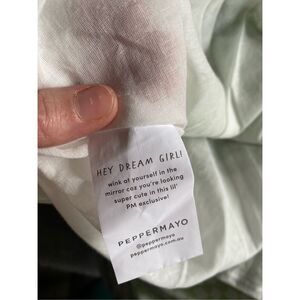 HEY DREAM GIRL!
wink at yourself in the
mirror coz you're looking
super cute in this lil'
PM exclusive!
PEPPERMAYO
@peppermayo
peppermayo.com.au